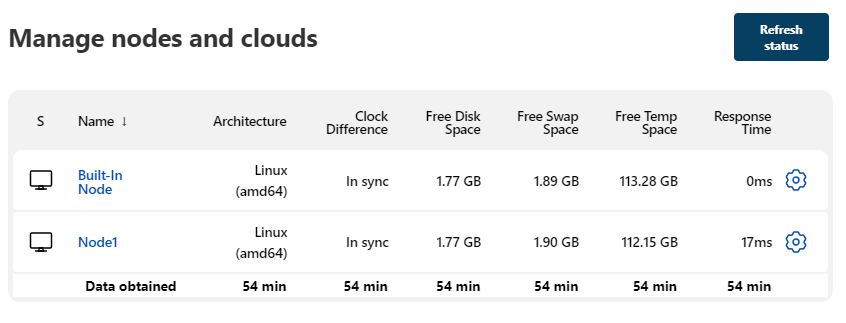 Manage nodes and clouds
Refresh
status
S Name ↓ Architecture Clock Difference Free Disk Space Free Swap Space Free Temp Space Response Time
Built-In Node Linux (amd64) In sync 1.77 GB 1.89 GB 113.28 GB 0ms
Node1 Linux (amd64) In sync 1.77 GB 1.90 GB 112.15 GB 17ms
Data obtained 54 min 54 min 54 min 54 min 54 min 54 min